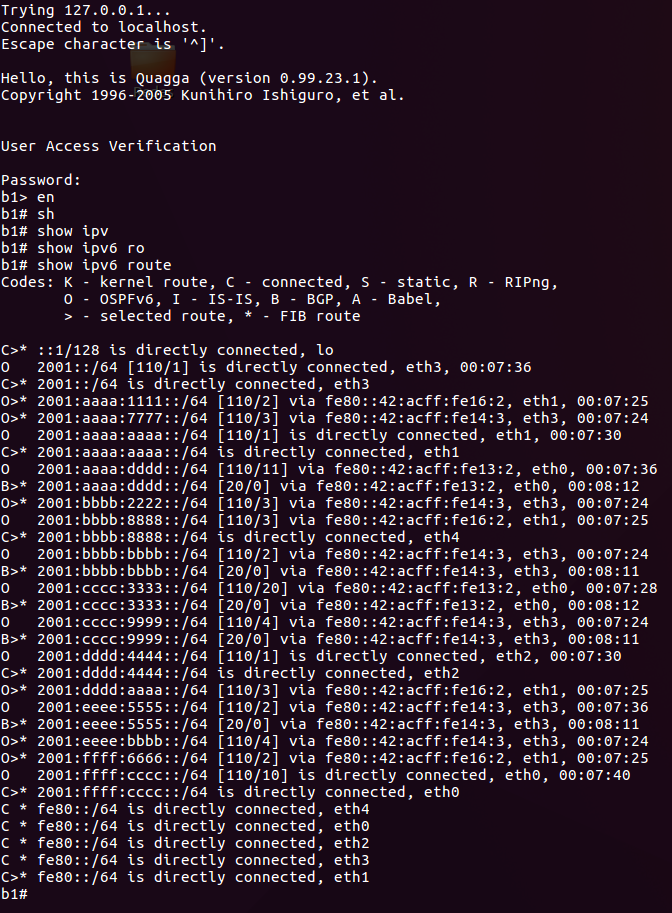 Trying 127.0.0.1...
Connected to localhost.
Escape character is '^]'.
Hello, this is Quagga (version 0.99.23.1).
Copyright 1996-2005 Kunihiro Ishiguro, et al.
User Access Verification
Password:
b1> en
b1# sh
b1# show ipv
b1# show ipv6 ro
b1# show ipv6 route
Codes: K - kernel route, C - connected, S - static, R - RIPng,
       O - OSPFv6, I - IS-IS, B - BGP, A - Babel,
       > - selected route, * - FIB route
C>* ::1/128 is directly connected, lo
O   2001::/64 [110/1] is directly connected, eth3, 00:07:36
C>* 2001::/64 is directly connected, eth3
O>* 2001:aaaa:1111::/64 [110/2] via fe80::42:acff:fe16:2, eth1, 00:07:25
O>* 2001:aaaa:7777::/64 [110/3] via fe80::42:acff:fe14:3, eth3, 00:07:24
O   2001:aaaa:aaaa::/64 [110/1] is directly connected, eth1, 00:07:30
C>* 2001:aaaa:aaaa::/64 is directly connected, eth1
O   2001:aaaa:dddd::/64 [110/11] via fe80::42:acff:fe13:2, eth0, 00:07:36
B>* 2001:aaaa:dddd::/64 [20/0] via fe80::42:acff:fe13:2, eth0, 00:08:12
O>* 2001:bbbb:2222::/64 [110/3] via fe80::42:acff:fe14:3, eth3, 00:07:24
O   2001:bbbb:8888::/64 [110/3] via fe80::42:acff:fe16:2, eth1, 00:07:25
C>* 2001:bbbb:8888::/64 is directly connected, eth4
O   2001:bbbb:bbbb::/64 [110/2] via fe80::42:acff:fe14:3, eth3, 00:07:24
B>* 2001:bbbb:bbbb::/64 [20/0] via fe80::42:acff:fe14:3, eth3, 00:08:11
O   2001:cccc:3333::/64 [110/20] via fe80::42:acff:fe13:2, eth0, 00:07:28
B>* 2001:cccc:3333::/64 [20/0] via fe80::42:acff:fe13:2, eth0, 00:08:12
O   2001:cccc:9999::/64 [110/4] via fe80::42:acff:fe14:3, eth3, 00:07:24
B>* 2001:cccc:9999::/64 [20/0] via fe80::42:acff:fe14:3, eth3, 00:08:11
O   2001:dddd:4444::/64 [110/1] is directly connected, eth2, 00:07:30
C>* 2001:dddd:4444::/64 is directly connected, eth2
O>* 2001:dddd:aaaa::/64 [110/3] via fe80::42:acff:fe16:2, eth1, 00:07:25
O   2001:eeee:5555::/64 [110/2] via fe80::42:acff:fe14:3, eth3, 00:07:36
B>* 2001:eeee:5555::/64 [20/0] via fe80::42:acff:fe14:3, eth3, 00:08:11
O>* 2001:eeee:bbbb::/64 [110/4] via fe80::42:acff:fe14:3, eth3, 00:07:24
O>* 2001:ffff:6666::/64 [110/2] via fe80::42:acff:fe16:2, eth1, 00:07:25
O   2001:ffff:cccc::/64 [110/10] is directly connected, eth0, 00:07:40
C>* 2001:ffff:cccc::/64 is directly connected, eth0
C * fe80::/64 is directly connected, eth4
C * fe80::/64 is directly connected, eth0
C * fe80::/64 is directly connected, eth2
C * fe80::/64 is directly connected, eth3
C>* fe80::/64 is directly connected, eth1
b1#